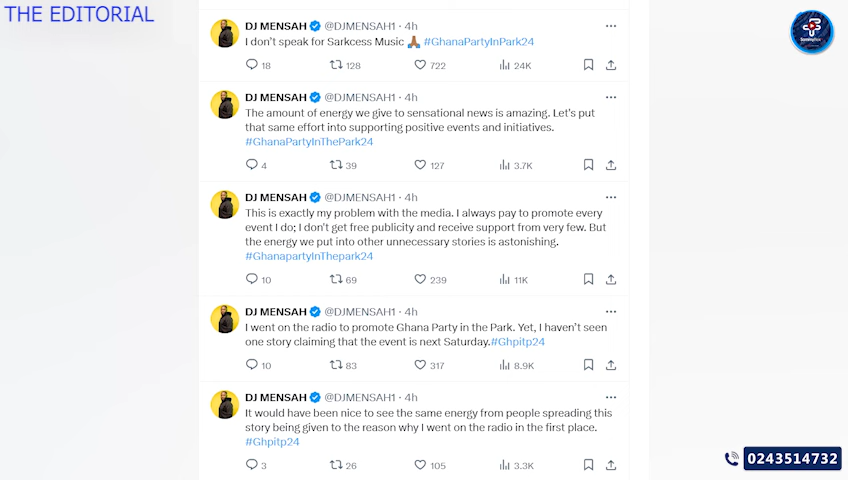 THE EDITORIAL
DJ MENSAH @DJMENSAH1 · 4h
I don't speak for Sarkcess Music 🙏🏾 #GhanaPartyInPark24
18 128 722 24K
DJ MENSAH @DJMENSAH1 · 4h
The amount of energy we give to sensational news is amazing. Let's put
that same effort into supporting positive events and initiatives.
#GhanaPartyInThePark24
4 39 127 3.7K
DJ MENSAH @DJMENSAH1 · 4h
This is exactly my problem with the media. I always pay to promote every
event I do; I don't get free publicity and receive support from very few. But
the energy we put into other unnecessary stories is astonishing.
#GhanapartyInThepark24
10 69 239 11K
DJ MENSAH @DJMENSAH1 · 4h
I went on the radio to promote Ghana Party in the Park. Yet, I haven't seen
one story claiming that the event is next Saturday.#Ghpitp24
10 83 317 8.9K
DJ MENSAH @DJMENSAH1 · 4h
It would have been nice to see the same energy from people spreading this
story being given to the reason why I went on the radio in the first place.
#Ghpitp24
3 26 105 3.3K
0243514732